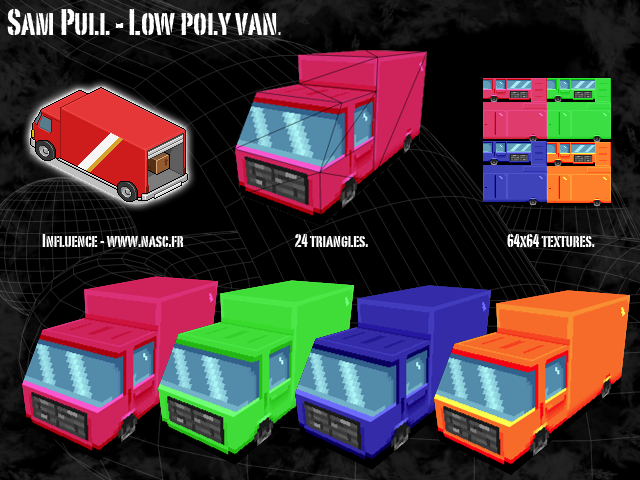 Sam Pull - Low poly van.
Influence - www.nasc.fr
24 triangles.
64x64 textures.